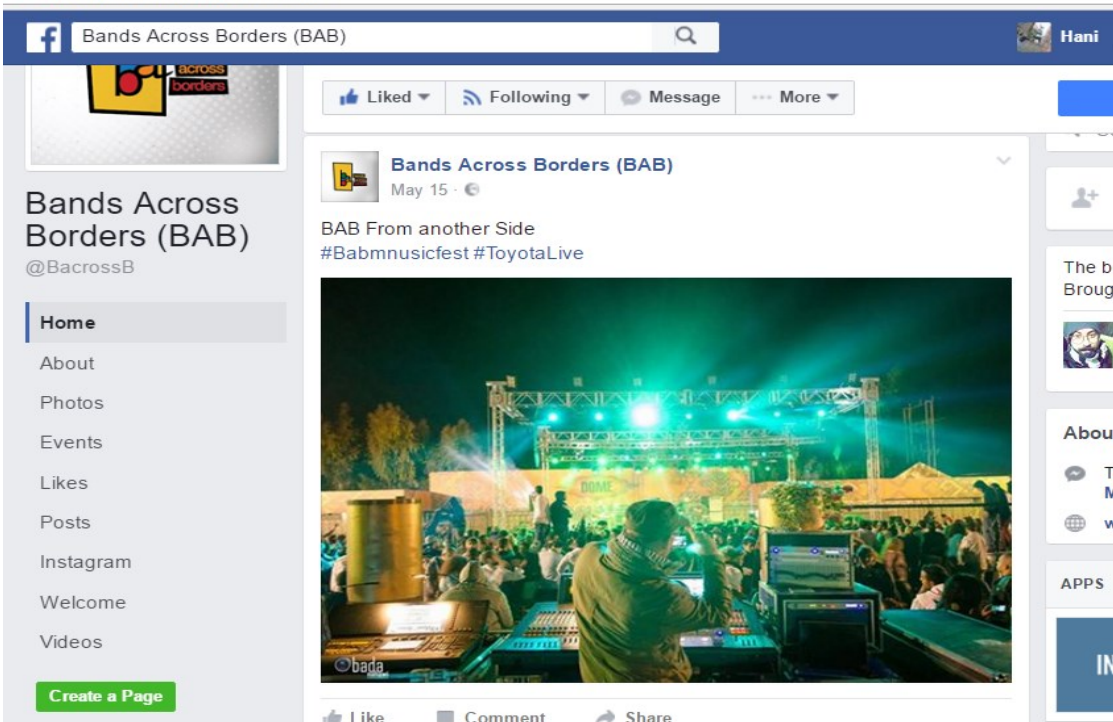 Bands Across Borders (BAB)
Hani
across
borders
Liked
Following
Message
More
Bands Across Borders (BAB)
May 15
BAB From another Side
#Babmnusicfest #ToyotaLive
Bands Across
Borders (BAB)
@BacrossB
Home
About
Photos
Events
Likes
Posts
Instagram
Welcome
Videos
Create a Page
DOME
Obada
Like
Comment
Share
The b
Broug
Abou
T
M
w
APPS
IN